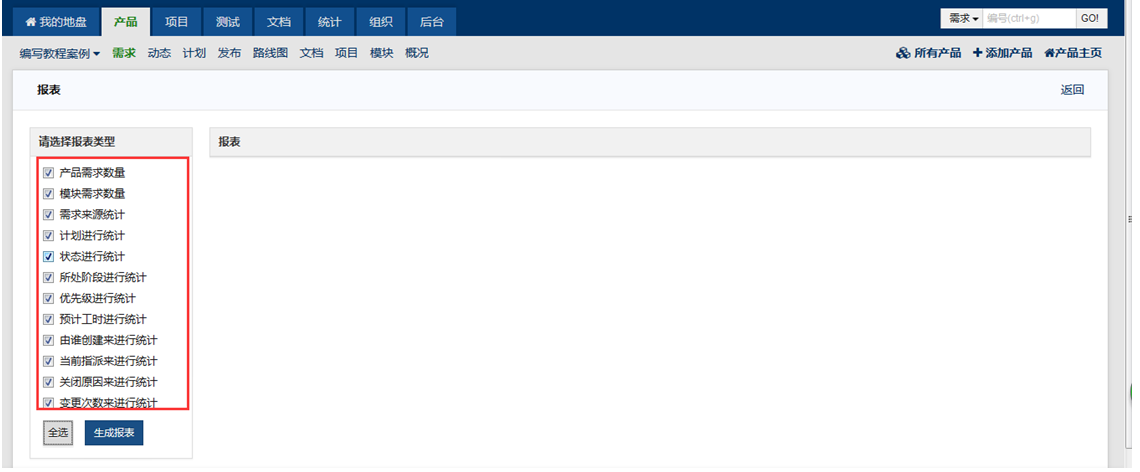 我的地盘 产品 项目 测试 文档 统计 组织 后台 需求 编号(ctrl+g) GO!
编写教程案例 需求 动态 计划 发布 路线图 文档 项目 模块 概况 所有产品 添加产品 产品主页
报表 返回
请选择报表类型 报表
产品需求数量
模块需求数量
需求来源统计
计划进行统计
状态进行统计
所处阶段进行统计
优先级进行统计
预计工时进行统计
由谁创建来进行统计
当前指派来进行统计
关闭原因来进行统计
变更次数来进行统计
全选 生成报表